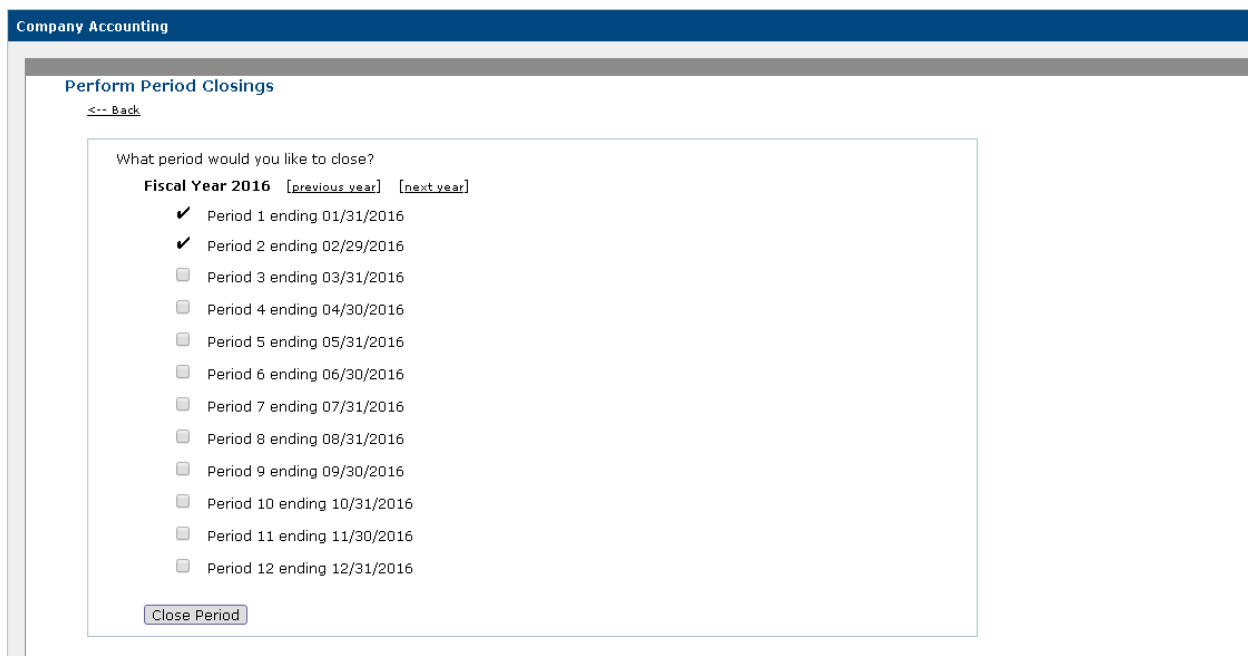 Company Accounting
Perform Period Closings
<-- Back
What period would you like to close?
Fiscal Year 2016 [previous year] [next year]
✔ Period 1 ending 01/31/2016
✔ Period 2 ending 02/29/2016
Period 3 ending 03/31/2016
Period 4 ending 04/30/2016
Period 5 ending 05/31/2016
Period 6 ending 06/30/2016
Period 7 ending 07/31/2016
Period 8 ending 08/31/2016
Period 9 ending 09/30/2016
Period 10 ending 10/31/2016
Period 11 ending 11/30/2016
Period 12 ending 12/31/2016
Close Period